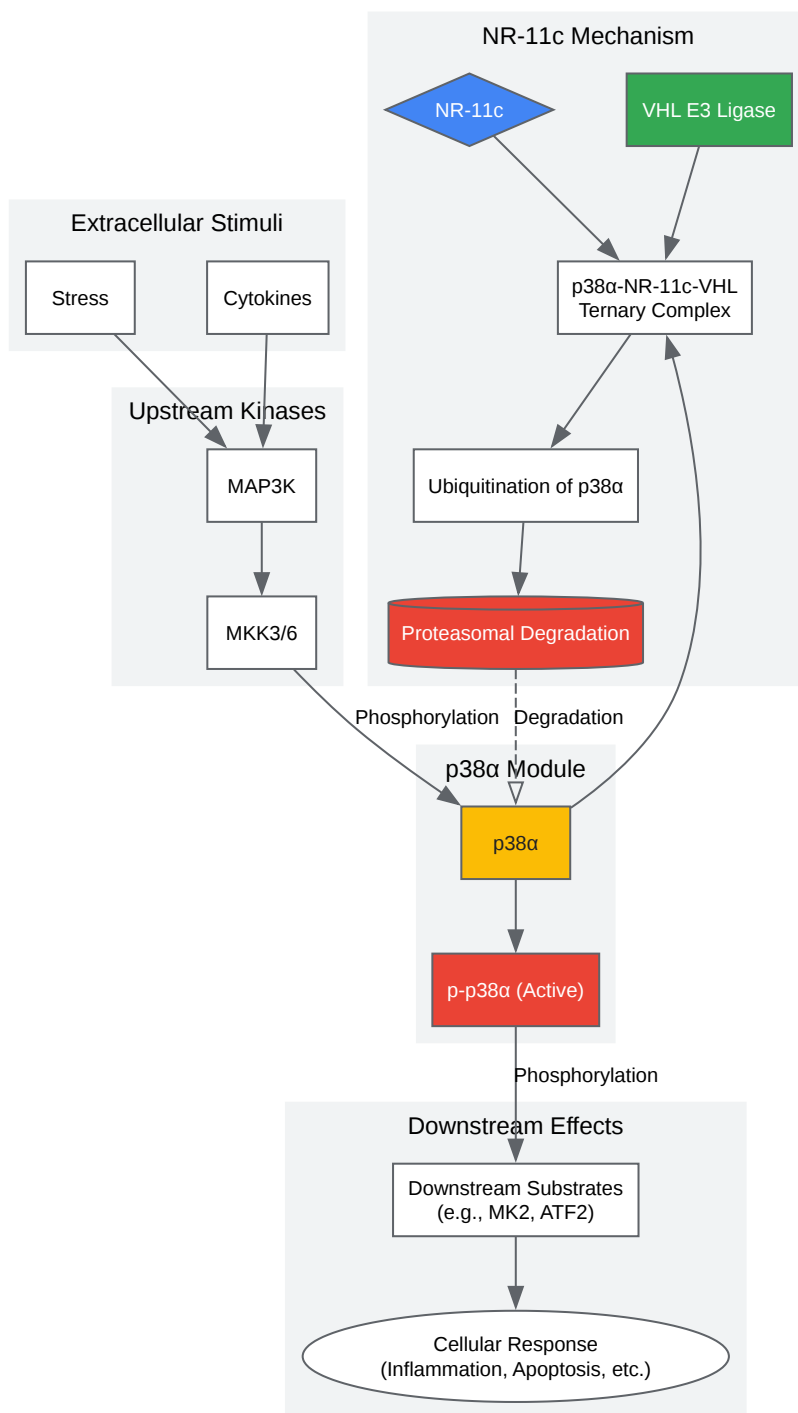 NR-11c Mechanism
NR-11c
VHL E3 Ligase
Extracellular Stimuli
Stress
Cytokines
p38α-NR-11c-VHL
Ternary Complex
Upstream Kinases
MAP3K
Ubiquitination of p38α
MKK3/6
Proteasomal Degradation
Phosphorylation
Degradation
p38α Module
p38α
p-p38α (Active)
Phosphorylation
Downstream Effects
Downstream Substrates
(e.g., MK2, ATF2)
Cellular Response
(Inflammation, Apoptosis, etc.)